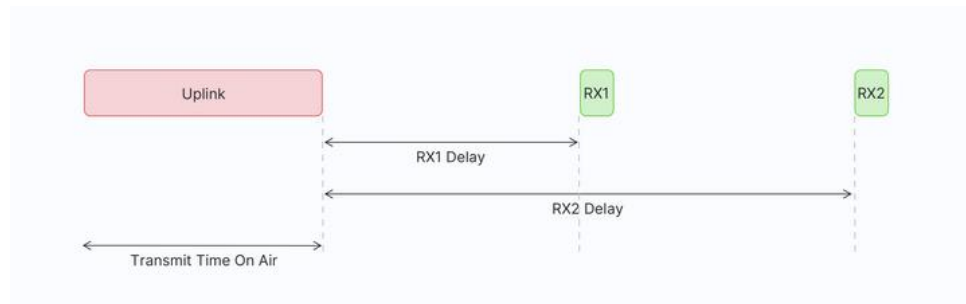 Uplink
RX1
RX2
RX1 Delay
RX2 Delay
Transmit Time On Air